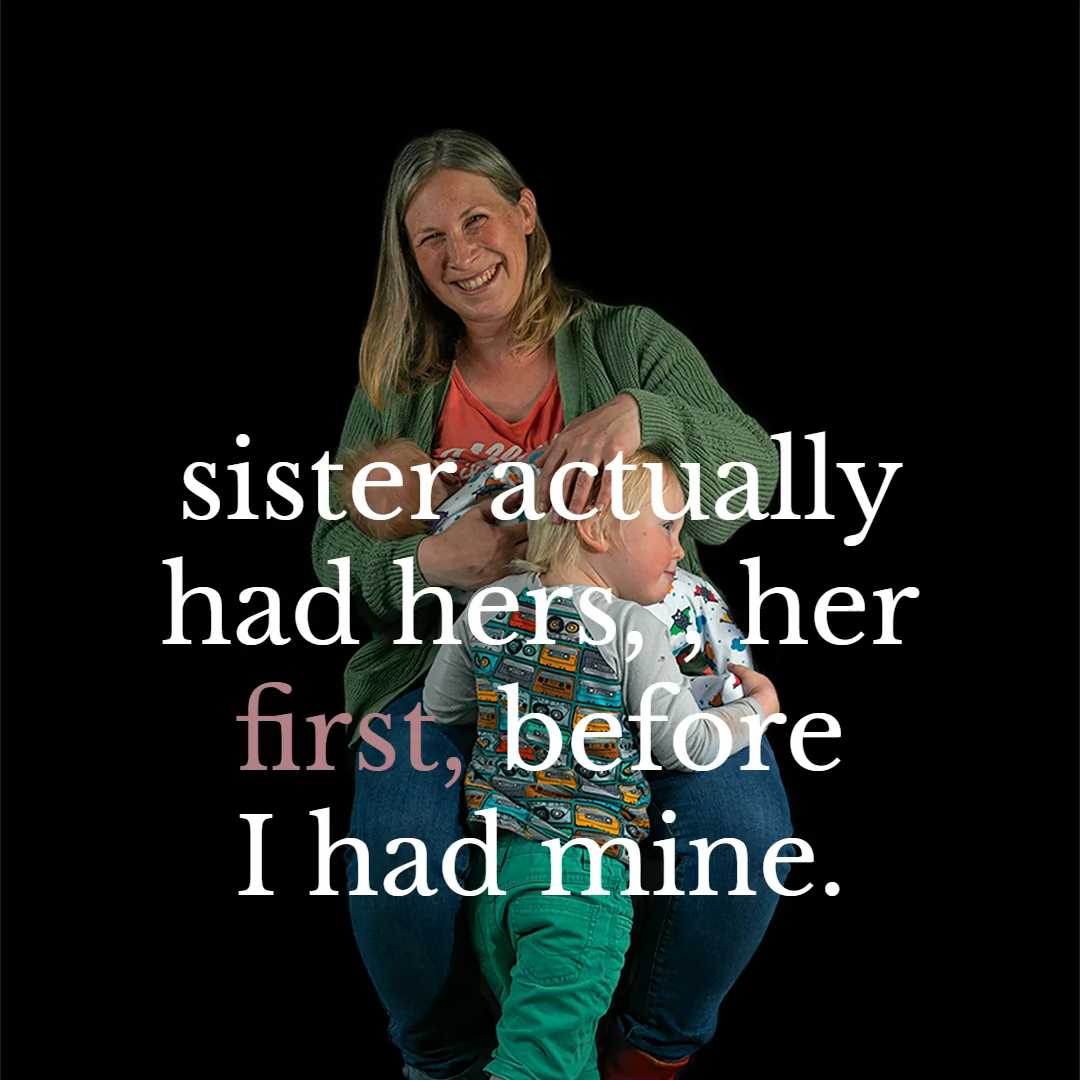 sister actually
had hers, , her
first, before
I had mine.